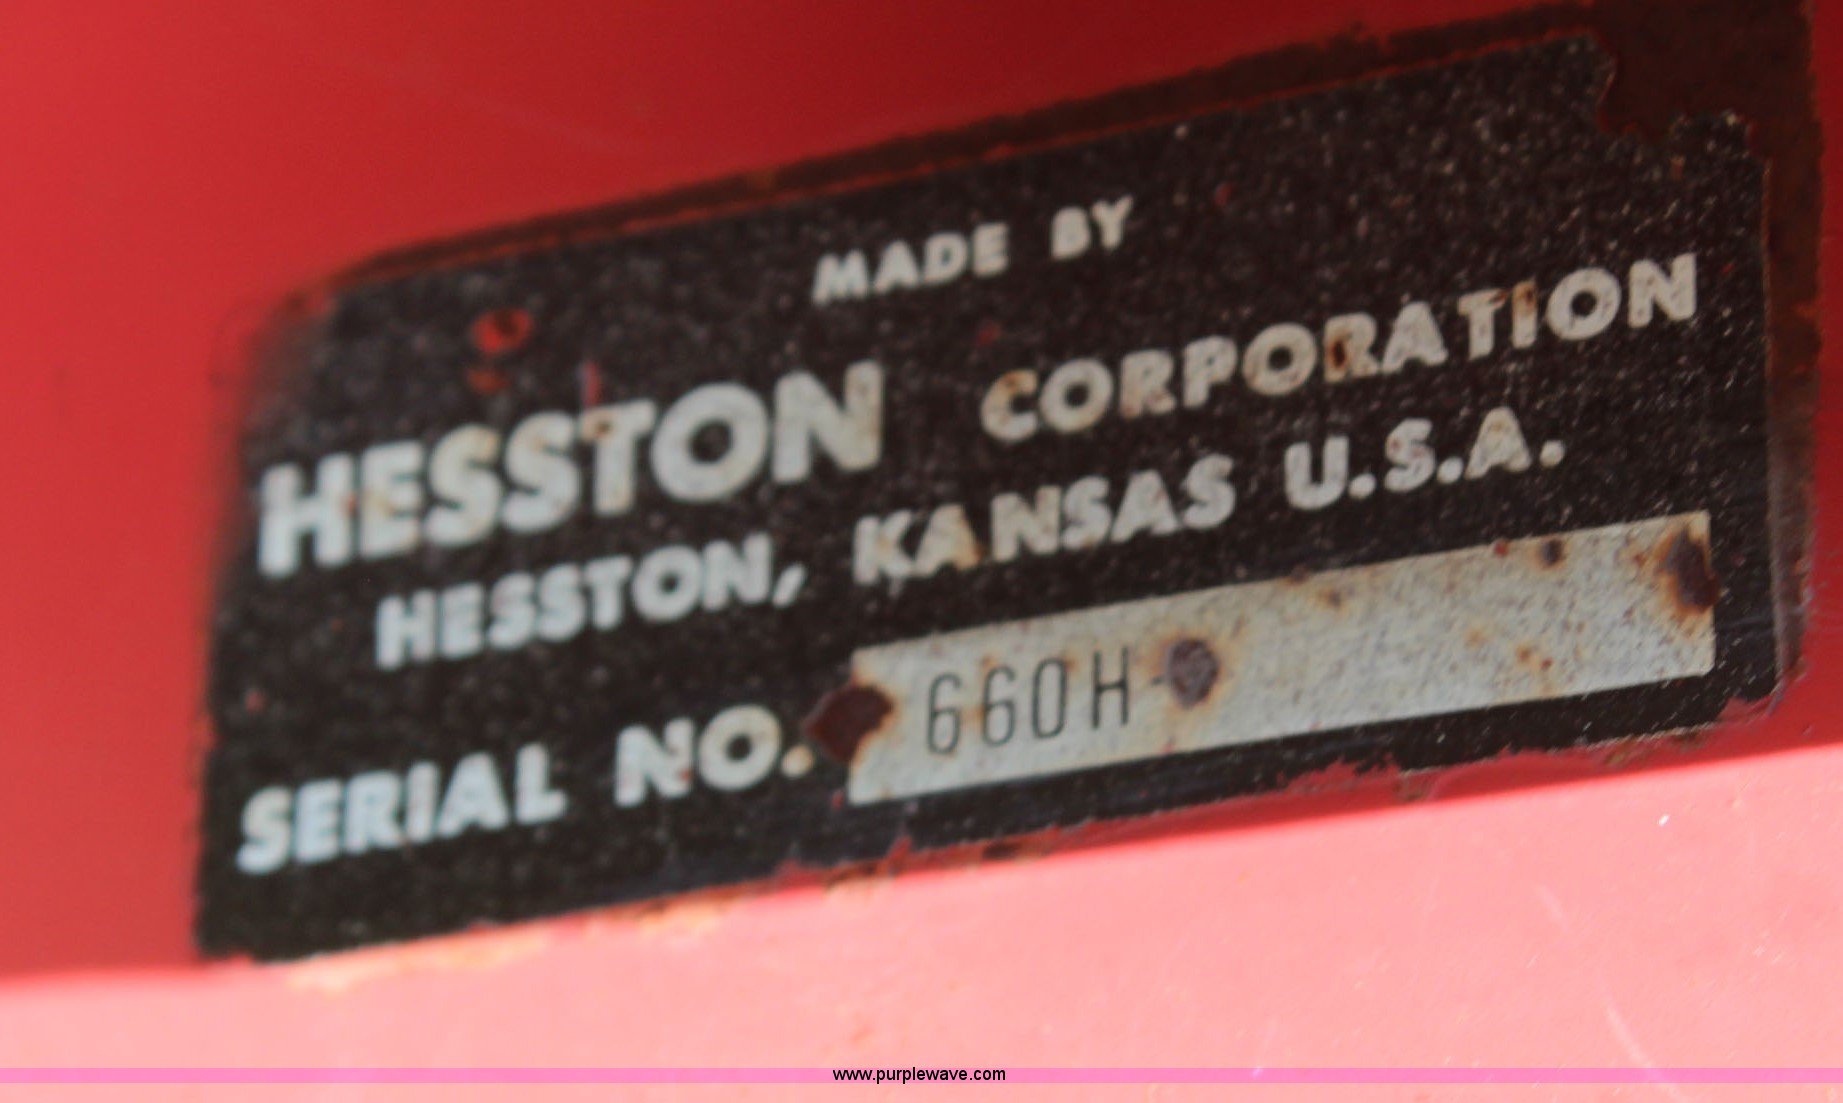 MADE BY
HESSTON CORPORATION
HESSTON, KANSAS U.S.A.
SERIAL NO. 660H
www.purplewave.com